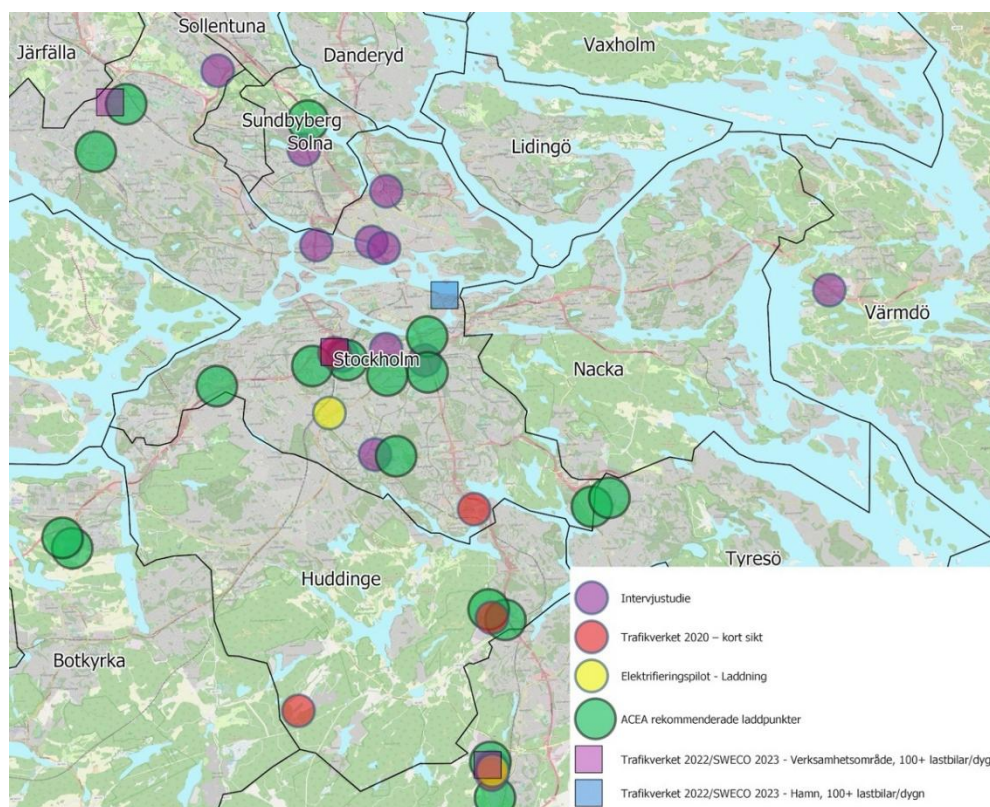 Sollentuna
Järfälla
Danderyd
Vaxholm
Sundbyberg
Solna
Lidingö
Värmdö
Stockholm
Nacka
Tyresö
Huddinge
Botkyrka
Intervjustudie
Trafikverket 2020 – kort sikt
Elektrifieringspilot - Laddning
ACEA rekommenderade laddpunkter
Trafikverket 2022/SWECO 2023 - Verksamhetsområde, 100+ lastbilar/dyg
Trafikverket 2022/SWECO 2023 - Hamn, 100+ lastbilar/dygn